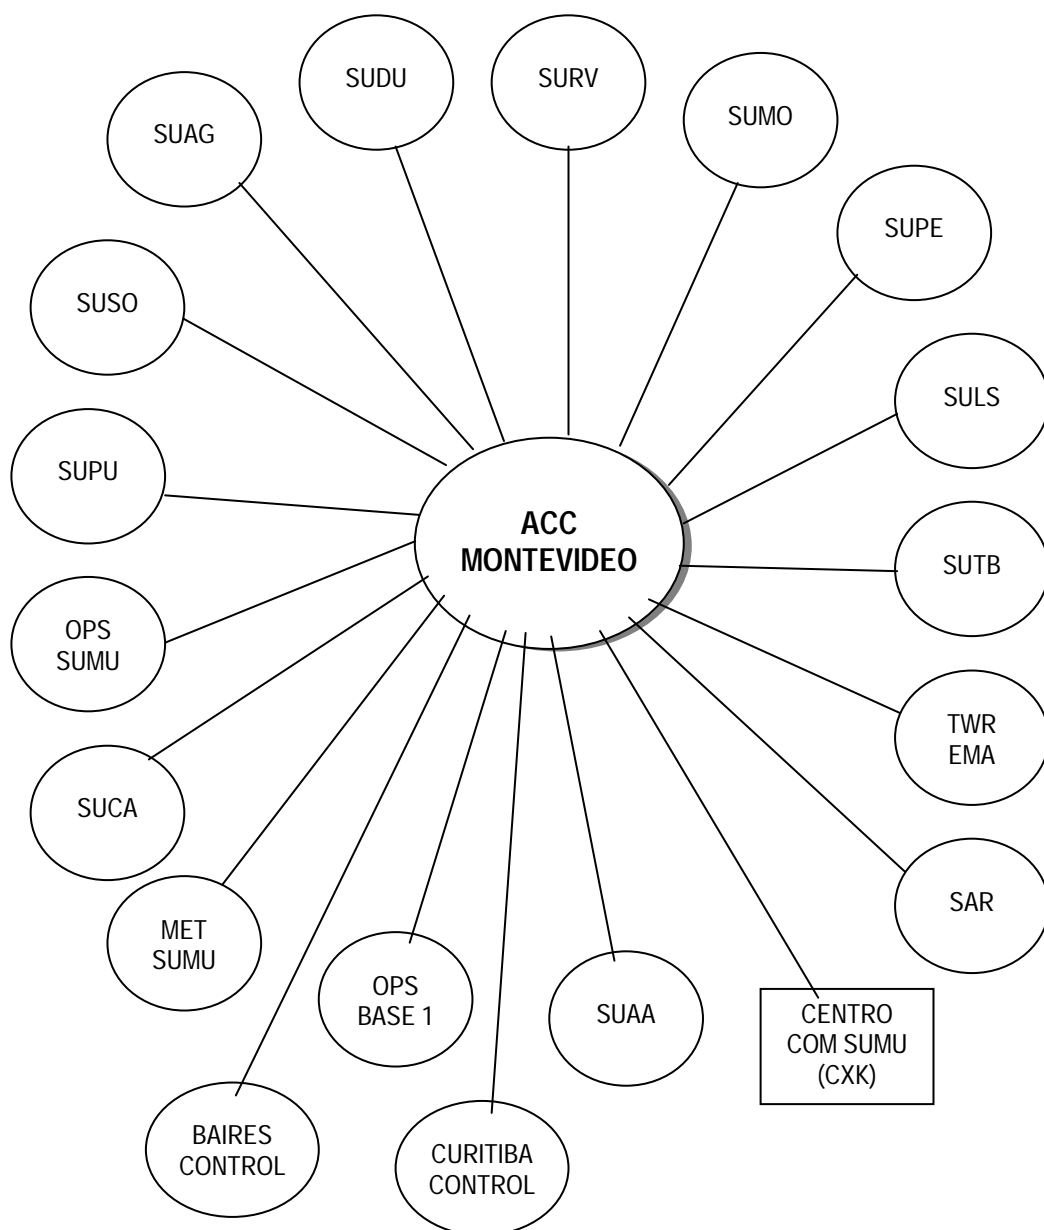 SUDU
SURV
SUMO
SUAG
SUPE
SUSO
SULS
SUPU
ACC
MONTEVIDEO
SUTB
OPS
SUMU
TWR
EMA
SUCA
SAR
MET
SUMU
OPS
BASE 1
SUAA
CENTRO
COM SUMU
(CXK)
BAIRES
CONTROL
CURITIBA
CONTROL